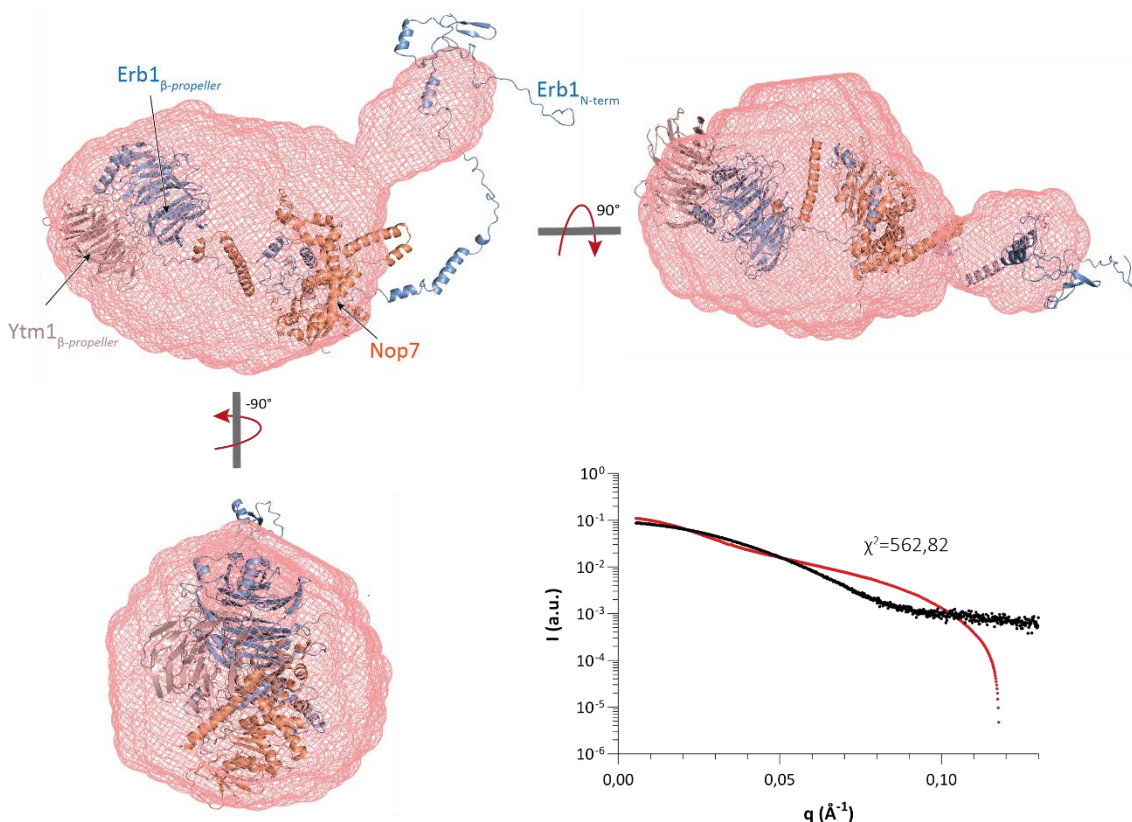 Erb1β-propeller
Erb1N-term
90°
Ytm1β-propeller
Nop7
-90°
10⁰
10⁻¹
χ²=562,82
10⁻²
I (a.u.)
10⁻³
10⁻⁴
10⁻⁵
10⁻⁶
0,00 0,05 0,10
q (Å⁻¹)